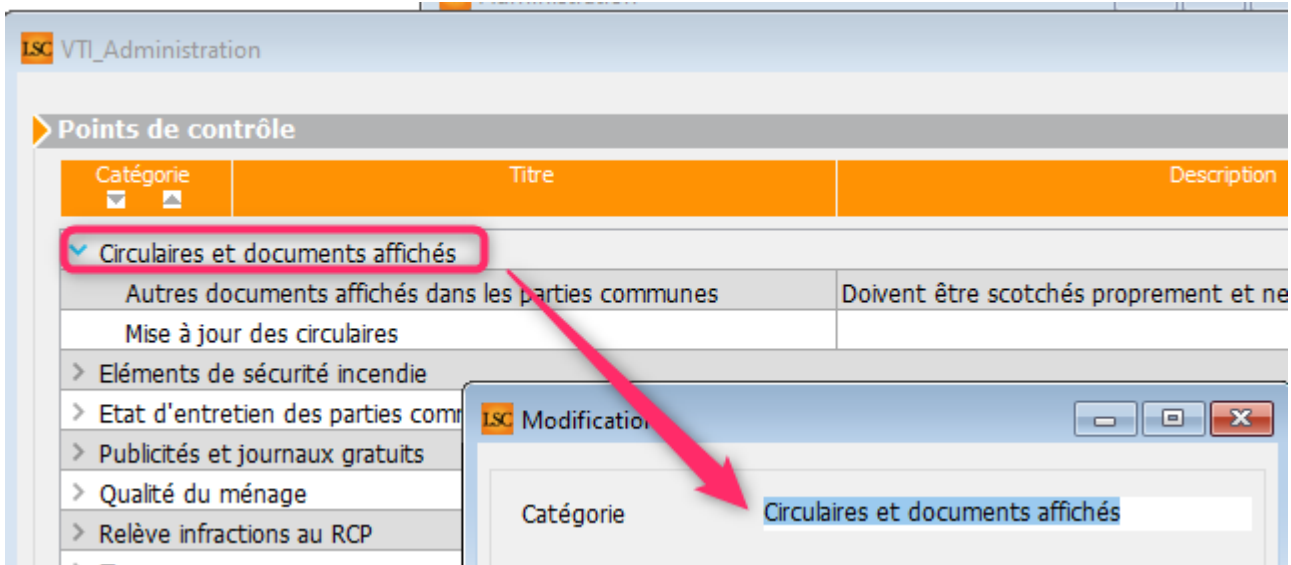 LSC VTI_Administration
Points de contrôle
Catégorie Titre Description
Circulaires et documents affichés
Autres documents affichés dans les parties communes Doivent être scotchés proprement et ne
Mise à jour des circulaires
Eléments de sécurité incendie
Etat d'entretien des parties comm
LSC Modification
Publicités et journaux gratuits
Qualité du ménage
Catégorie Circulaires et documents affichés
Relève infractions au RCP